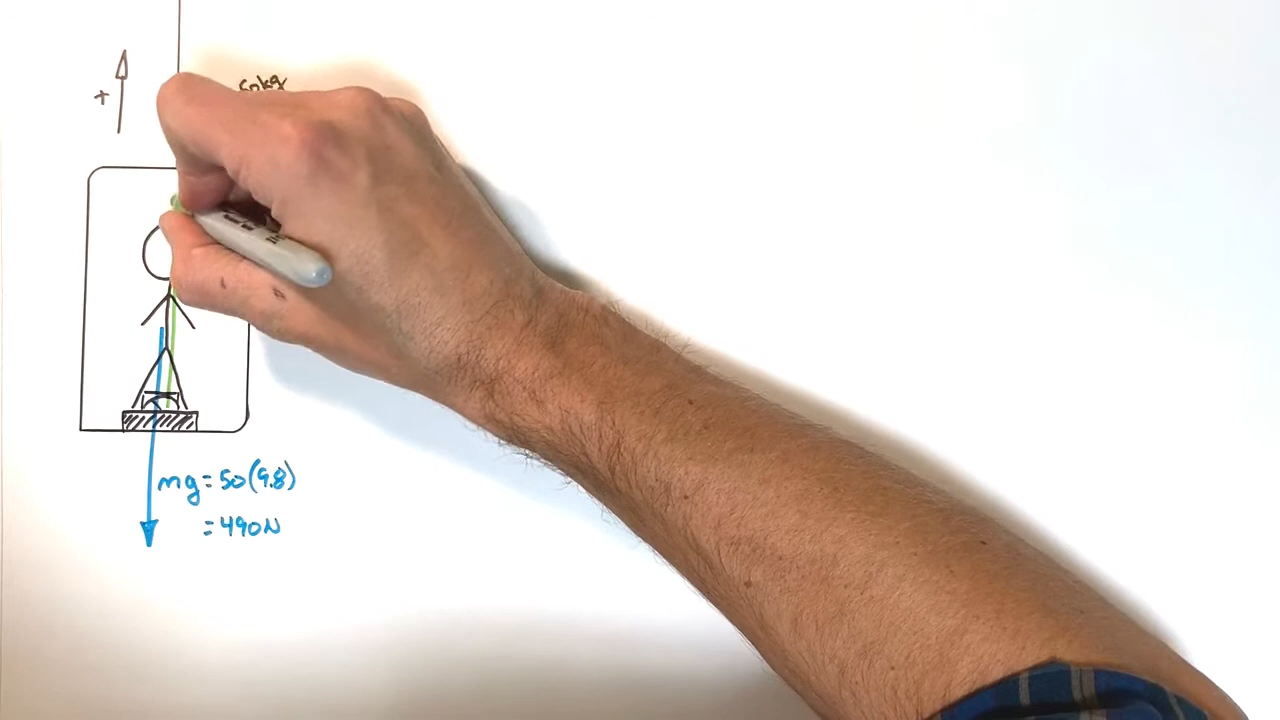 +
50kg
mg = 50(9.8)
= 490N